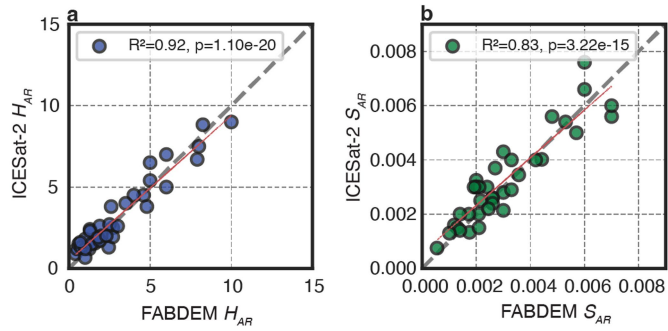 a
b
R²=0.92, p=1.10e-20
R²=0.83, p=3.22e-15
ICESat-2 H_AR
15
10
5
0
0 5 10 15
FABDEM H_AR
ICESat-2 S_AR
0.008
0.006
0.004
0.002
0.000
0.000 0.002 0.004 0.006 0.008
FABDEM S_AR